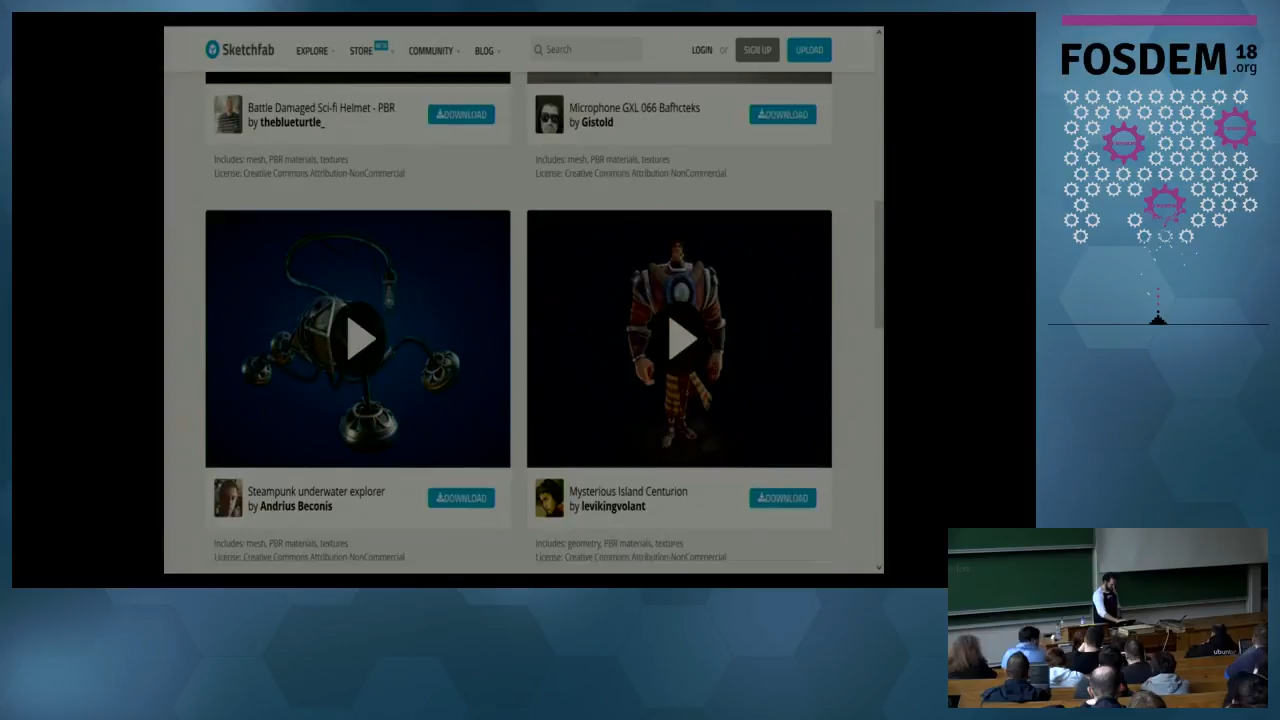 Sketchfab
EXPLORE
STORE
BETA
COMMUNITY
BLOG
Search
LOGIN or SIGN UP
UPLOAD
Battle Damaged Sci-fi Helmet - PBR
by theblueturtle_
DOWNLOAD
Includes: mesh, PBR materials, textures
License: Creative Commons Attribution-NonCommercial
Microphone GXL 066 Bafhcteks
by Gistold
DOWNLOAD
Includes: mesh, PBR materials, textures
License: Creative Commons Attribution-NonCommercial
Steampunk underwater explorer
by Andrius Beconis
DOWNLOAD
Includes: mesh, PBR materials, textures
License: Creative Commons Attribution-NonCommercial
Mysterious Island Centurion
by levikingvolant
DOWNLOAD
Includes: geometry, PBR materials, textures
License: Creative Commons Attribution-NonCommercial
FOSDEM 18
.org
ubuntu